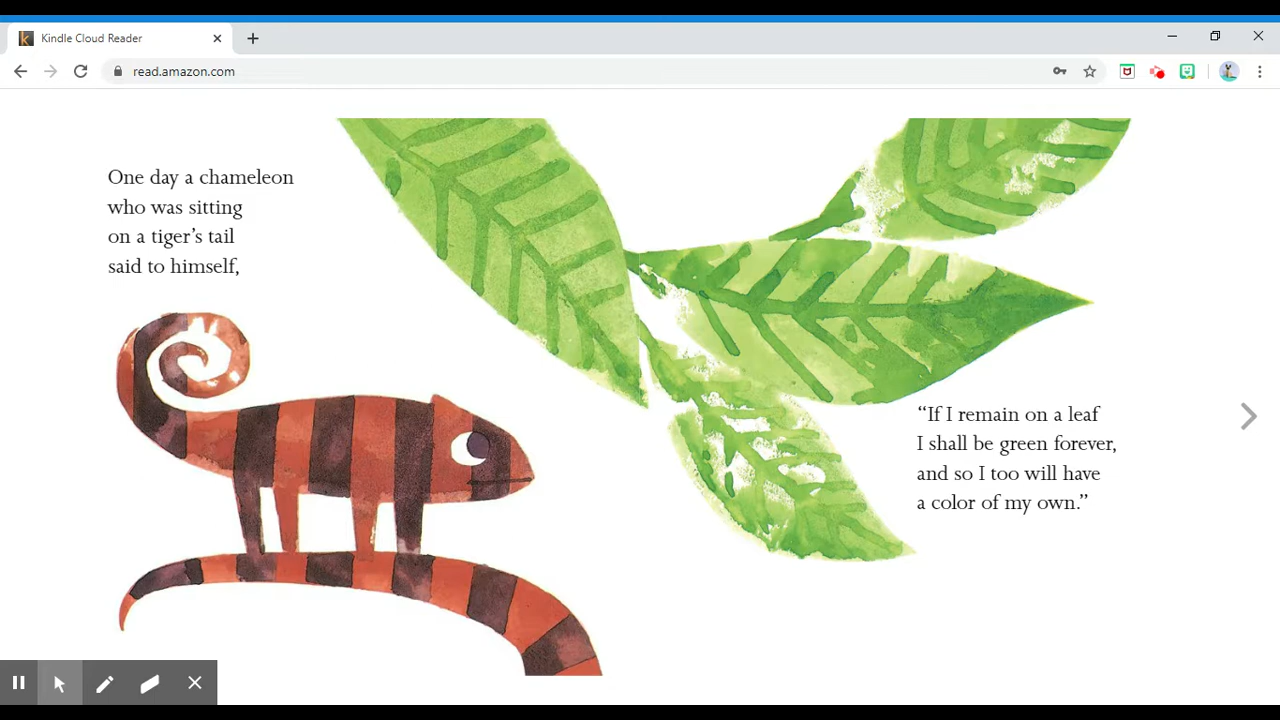 Kindle Cloud Reader
read.amazon.com
One day a chameleon
who was sitting
on a tiger’s tail
said to himself,
“If I remain on a leaf
I shall be green forever,
and so I too will have
a color of my own.”